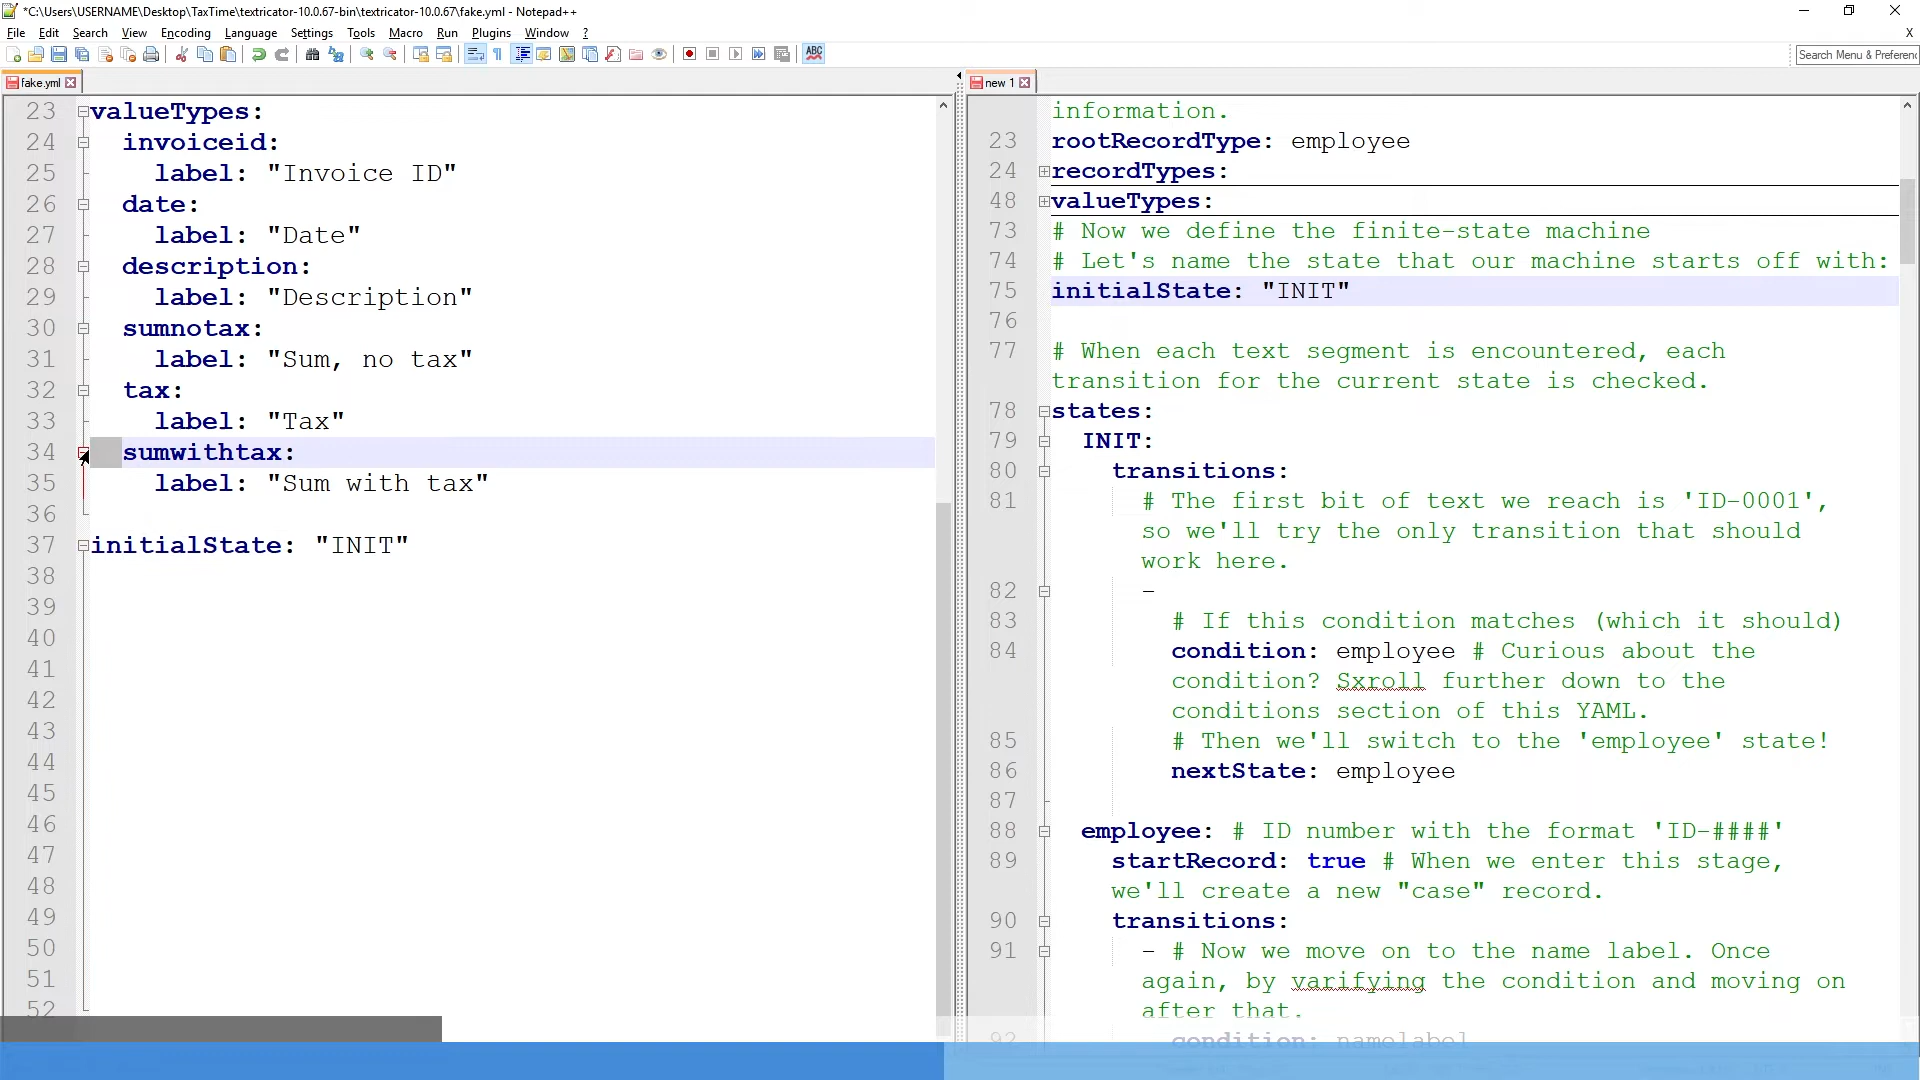 *C:\Users\USERNAME\Desktop\TaxTime\textricator-10.0.67-bin\textricator-10.0.67\fake.yml - Notepad++
File Edit Search View Encoding Language Settings Tools Macro Run Plugins Window ? X
ABC
Search Menu & Preferenc
fake.yml
23 valueTypes:
24 invoiceid:
25 label: "Invoice ID"
26 date:
27 label: "Date"
28 description:
29 label: "Description"
30 sumnotax:
31 label: "Sum, no tax"
32 tax:
33 label: "Tax"
34 sumwithtax:
35 label: "Sum with tax"
36
37 initialState: "INIT"
38
39
40
41
42
43
44
45
46
47
48
49
50
51
52
new 1
information.
23 rootRecordType: employee
24 recordTypes:
48 valueTypes:
73 # Now we define the finite-state machine
74 # Let's name the state that our machine starts off with:
75 initialState: "INIT"
76
77 # When each text segment is encountered, each
transition for the current state is checked.
78 states:
79 INIT:
80 transitions:
81 # The first bit of text we reach is 'ID-0001',
so we'll try the only transition that should
work here.
82 -
83 # If this condition matches (which it should)
84 condition: employee # Curious about the
condition? Sxroll further down to the
conditions section of this YAML.
85 # Then we'll switch to the 'employee' state!
86 nextState: employee
87
88 employee: # ID number with the format 'ID-####'
89 startRecord: true # When we enter this stage,
we'll create a new "case" record.
90 transitions:
91 - # Now we move on to the name label. Once
again, by varifying the condition and moving on
after that.
92 condition: namelabel